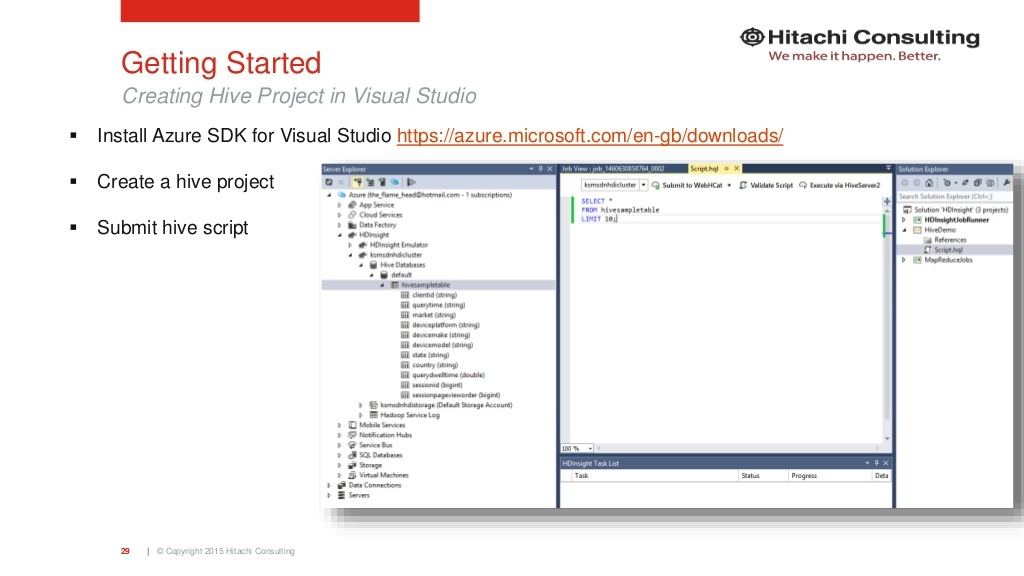 Hitachi Consulting
We make it happen. Better.
Getting Started
Creating Hive Project in Visual Studio
▪ Install Azure SDK for Visual Studio https://azure.microsoft.com/en-gb/downloads/
▪ Create a hive project
▪ Submit hive script
Server Explorer
Azure (the_flame_head@hotmail.com - 1 subscriptions)
App Service
Cloud Services
Data Factory
HDInsight
HDInsight Emulator
ksmsdnhdicluster
Hive Databases
default
hivesampletable
clientid (string)
querytime (string)
market (string)
deviceplatform (string)
devicemake (string)
devicemodel (string)
state (string)
country (string)
querydwelltime (double)
sessionid (bigint)
sessionpagevieworder (bigint)
ksmsdnhdistorage (Default Storage Account)
Hadoop Service Log
Mobile Services
Notification Hubs
Service Bus
SQL Databases
Storage
Virtual Machines
Data Connections
Servers
Job View : job_1460630858764_0002 Script.hql
ksmsdnhdicluster Submit to WebHCat Validate Script Execute via HiveServer2
SELECT *
FROM hivesampletable
LIMIT 10;
100 %
HDInsight Task List
Task Status Progress Deta
Solution Explorer
Search Solution Explorer (Ctrl+;)
Solution 'HDInsight' (3 projects)
HDInsightJobRunner
HiveDemo
References
Script.hql
MapReduceJobs
29 | © Copyright 2015 Hitachi Consulting